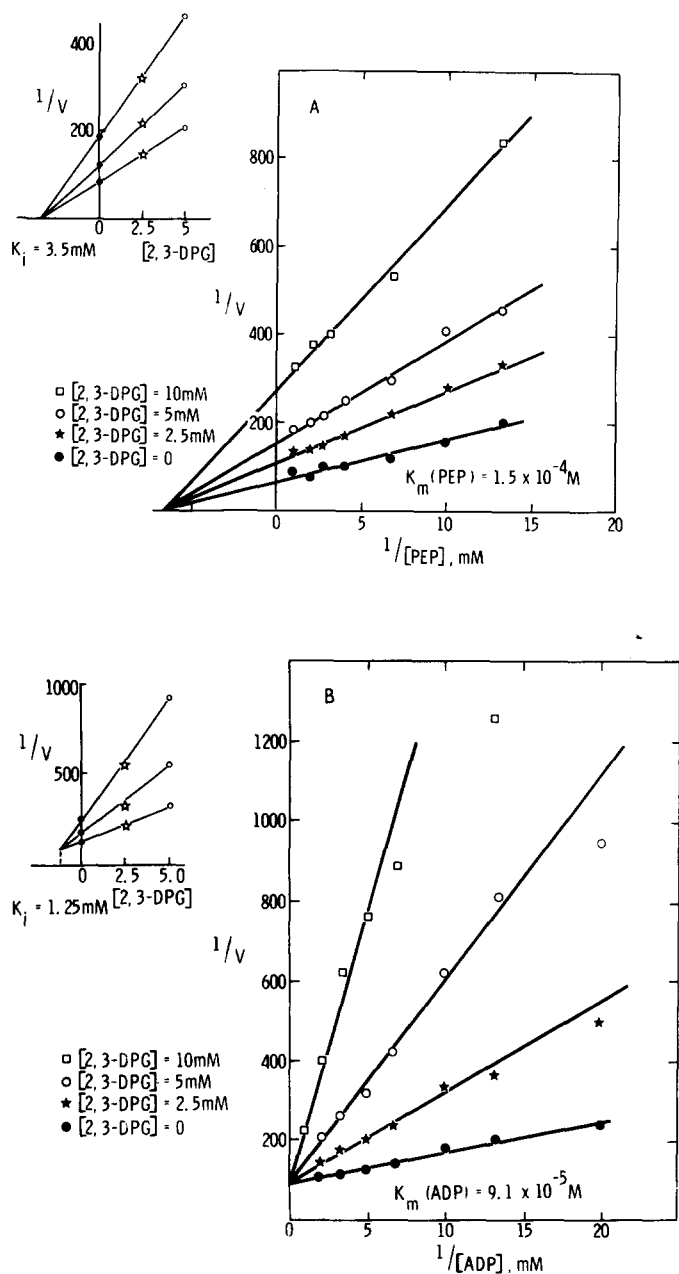 400
1/V
200
0 2.5 5
K_i = 3.5mM [2,3-DPG]
A
800
600
1/V
400
200
□ [2,3-DPG] = 10mM
○ [2,3-DPG] = 5mM
★ [2,3-DPG] = 2.5mM
● [2,3-DPG] = 0
K_m (PEP) = 1.5 x 10^-4 M
0 5 10 15 20
1/[PEP], mM
1000
1/V
500
0 2.5 5.0
K_i = 1.25mM [2,3-DPG]
B
1200
1000
800
1/V
600
400
200
□ [2,3-DPG] = 10mM
○ [2,3-DPG] = 5mM
★ [2,3-DPG] = 2.5mM
● [2,3-DPG] = 0
K_m (ADP) = 9.1 x 10^-5 M
0 5 10 15 20
1/[ADP], mM